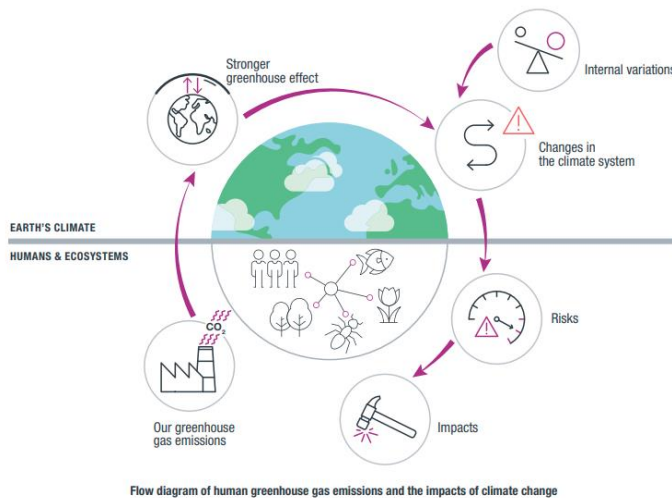 Stronger
greenhouse effect
Internal variations
Changes in
the climate system
EARTH'S CLIMATE
HUMANS & ECOSYSTEMS
CO2
Risks
Our greenhouse
gas emissions
Impacts
Flow diagram of human greenhouse gas emissions and the impacts of climate change